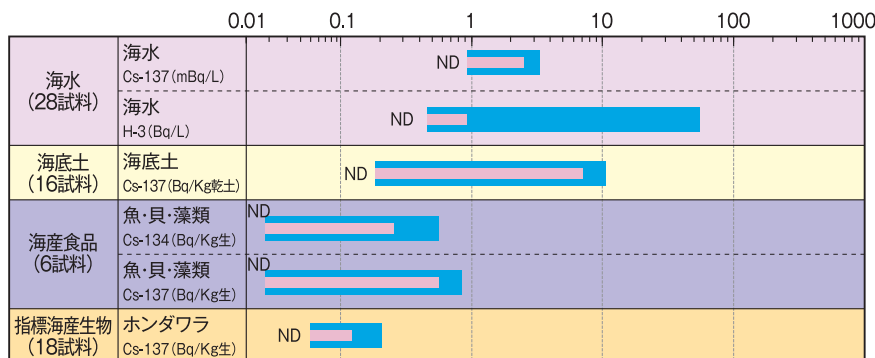 0.01 0.1 1 10 100 1000
海水
(28試料)
海水
Cs-137(mBq/L)
ND
海水
H-3(Bq/L)
ND
海底土
(16試料)
海底土
Cs-137(Bq/Kg乾土)
ND
海産食品
(6試料)
魚・貝・藻類
Cs-134(Bq/Kg生)
ND
魚・貝・藻類
Cs-137(Bq/Kg生)
ND
指標海産生物
(18試料)
ホンダワラ
Cs-137(Bq/Kg生)
ND